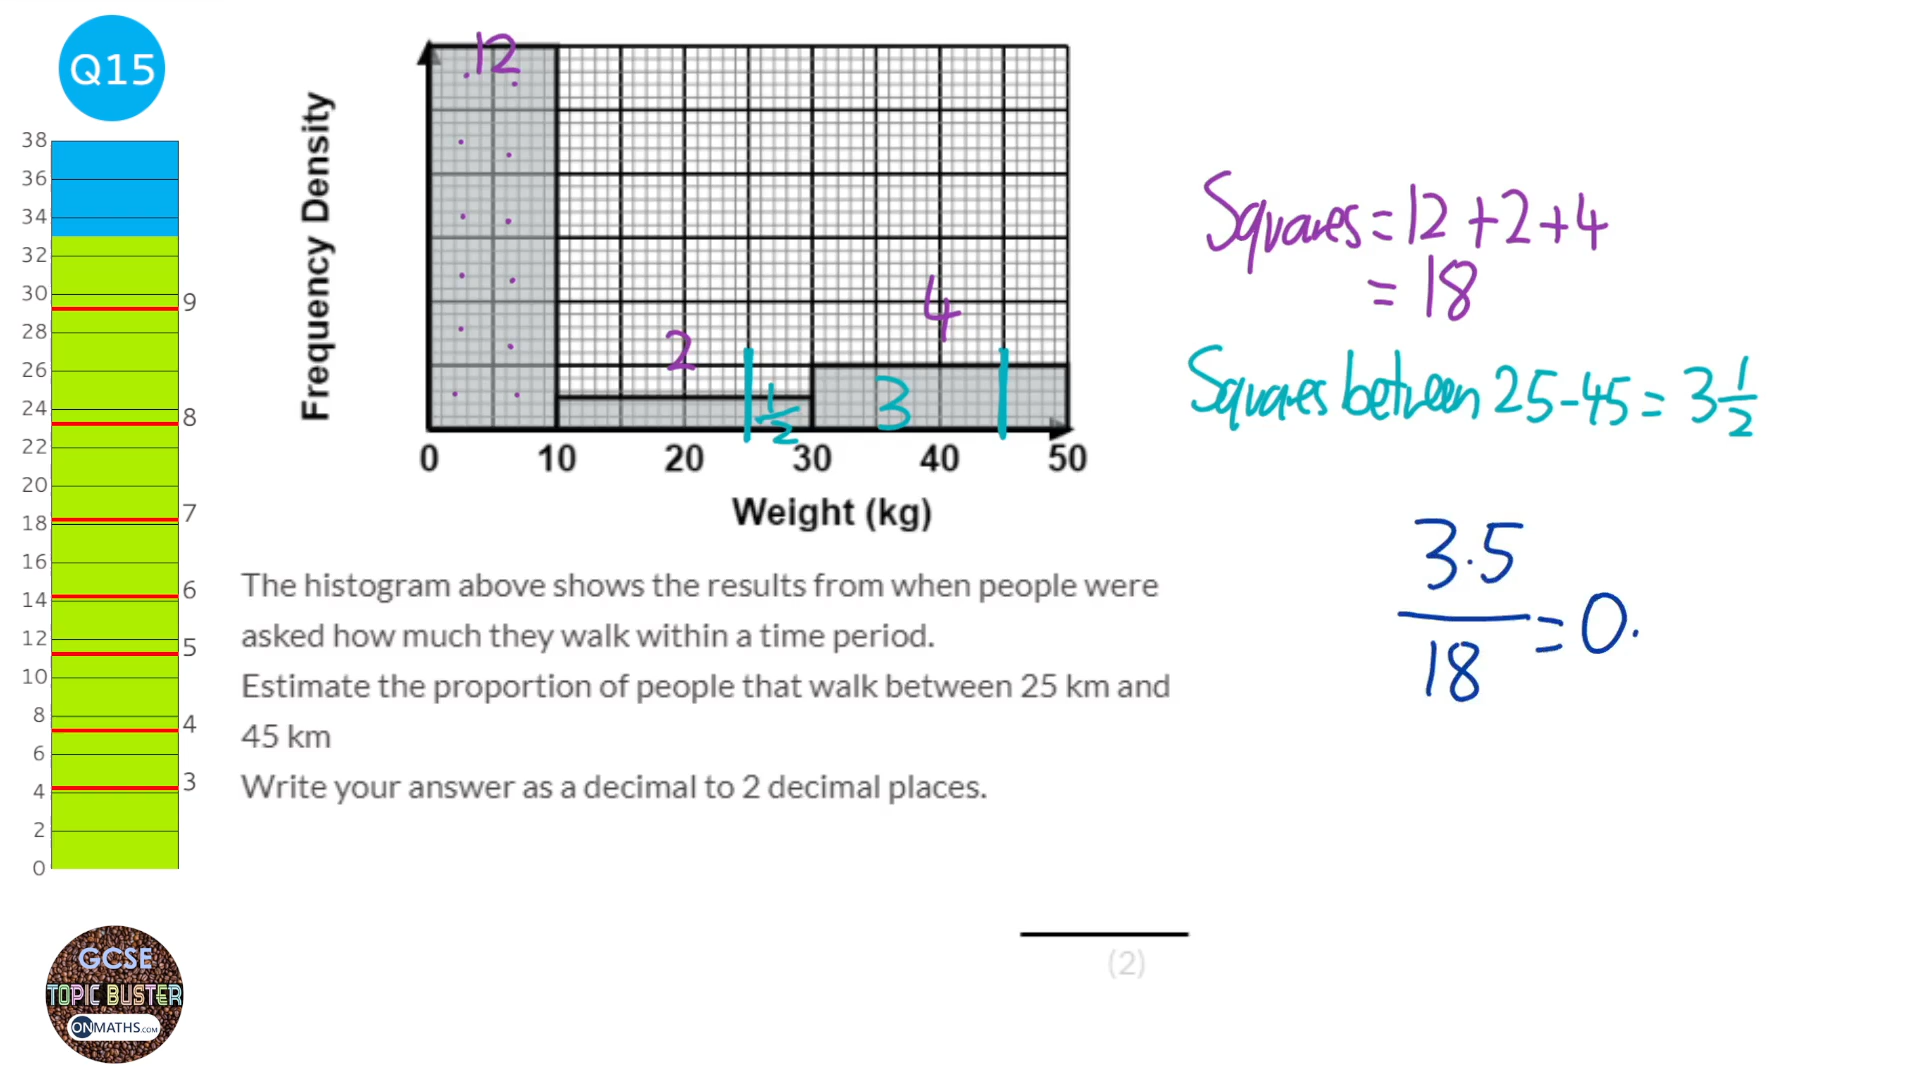 Q15
38
36
34
32
30
28
26
24
22
20
18
16
14
12
10
8
6
4
2
0
9
8
7
6
5
4
3
Frequency Density
12
2
4
1/2
3
0 10 20 30 40 50
Weight (kg)
The histogram above shows the results from when people were
asked how much they walk within a time period.
Estimate the proportion of people that walk between 25 km and
45 km
Write your answer as a decimal to 2 decimal places.
(2)
Squares = 12 + 2 + 4
= 18
Squares between 25-45 = 3 1/2
3.5
18
= 0.
GCSE
TOPIC BUSTER
ONMATHS.COM